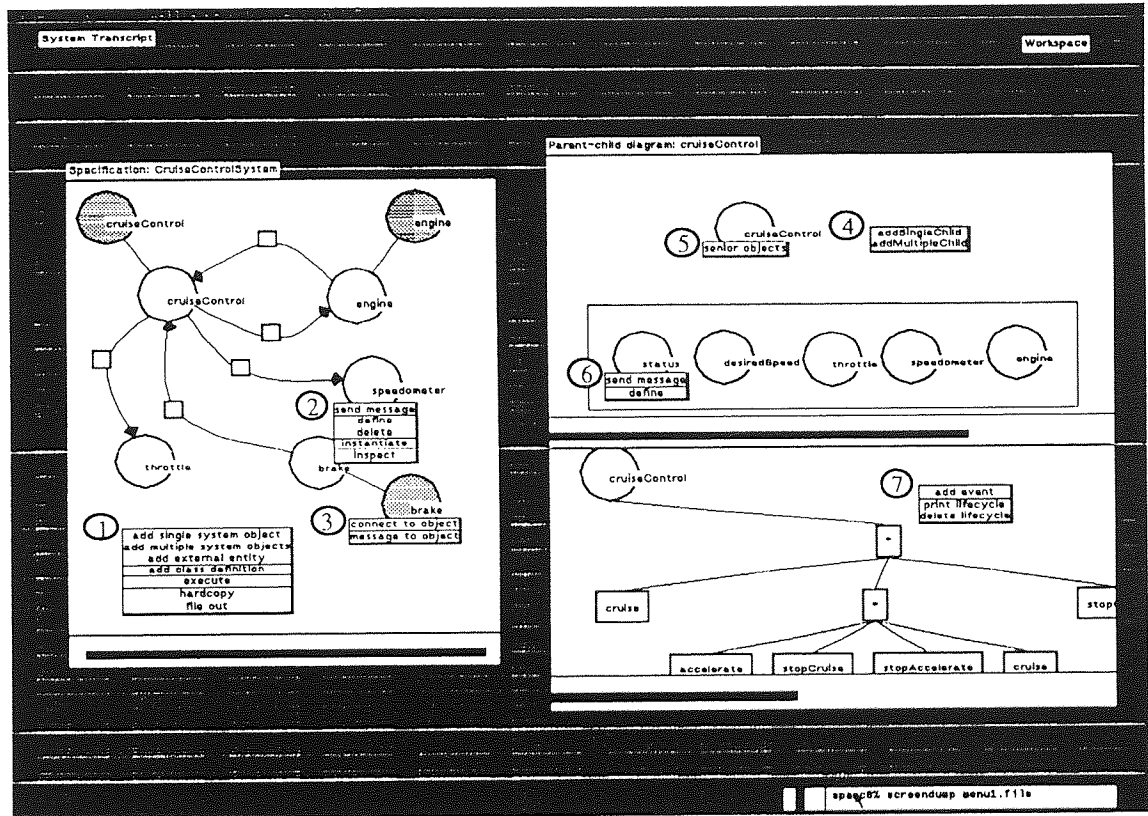 System Transcript
Workspace
Specification: CruiseControlSystem
cruiseControl
engine
cruiseControl
engine
speedometer
2
send message
define
delete
instantiate
inspect
throttle
brake
brake
3
connect to object
message to object
1
add single system object
add multiple system objects
add external entity
add class definition
execute
hardcopy
file out
Parent-child diagram: cruiseControl
cruiseControl
5
senior objects
4
addSingleChild
addMultipleChild
status
desiredSpeed
throttle
speedometer
engine
6
send message
define
cruiseControl
7
add event
print lifecycle
delete lifecycle
*
cruise
*
accelerate
stopCruise
stopAccelerate
cruise
screendump menu1.file